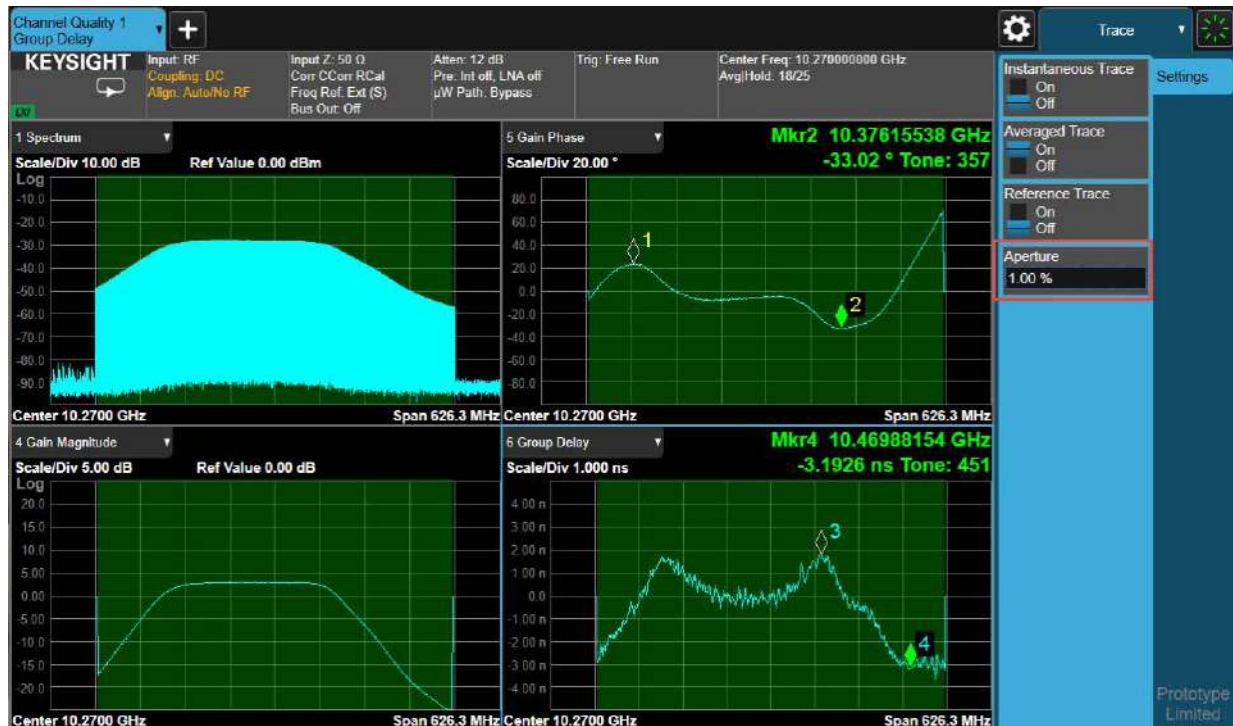 Channel Quality 1
Group Delay
+
Trace
KEYSIGHT
LXI
Input: RF
Coupling: DC
Align: Auto/No RF
Input Z: 50 Ω
Corr CCorr RCal
Freq Ref: Ext (S)
Bus Out: Off
Atten: 12 dB
Pre: Int off, LNA off
µW Path: Bypass
Trig: Free Run
Center Freq: 10.270000000 GHz
Avg|Hold: 18/25
1 Spectrum
Scale/Div 10.00 dB Ref Value 0.00 dBm
Log
-10.0
-20.0
-30.0
-40.0
-50.0
-60.0
-70.0
-80.0
-90.0
Center 10.2700 GHz Span 626.3 MHz
5 Gain Phase
Mkr2 10.37615538 GHz
Scale/Div 20.00 ° -33.02 ° Tone: 357
80.0
60.0
40.0
20.0
0.0
-20.0
-40.0
-60.0
-80.0
1
2
Center 10.2700 GHz Span 626.3 MHz
4 Gain Magnitude
Scale/Div 5.00 dB Ref Value 0.00 dB
Log
20.0
15.0
10.0
5.00
0.00
-5.00
-10.0
-15.0
-20.0
Center 10.2700 GHz Span 626.3 MHz
6 Group Delay
Mkr4 10.46988154 GHz
Scale/Div 1.000 ns -3.1926 ns Tone: 451
4.00 n
3.00 n
2.00 n
1.00 n
0.0
-1.00 n
-2.00 n
-3.00 n
-4.00 n
3
4
Center 10.2700 GHz Span 626.3 MHz
Instantaneous Trace
On
Off
Averaged Trace
On
Off
Reference Trace
On
Off
Aperture
1.00 %
Settings
Prototype
Limited